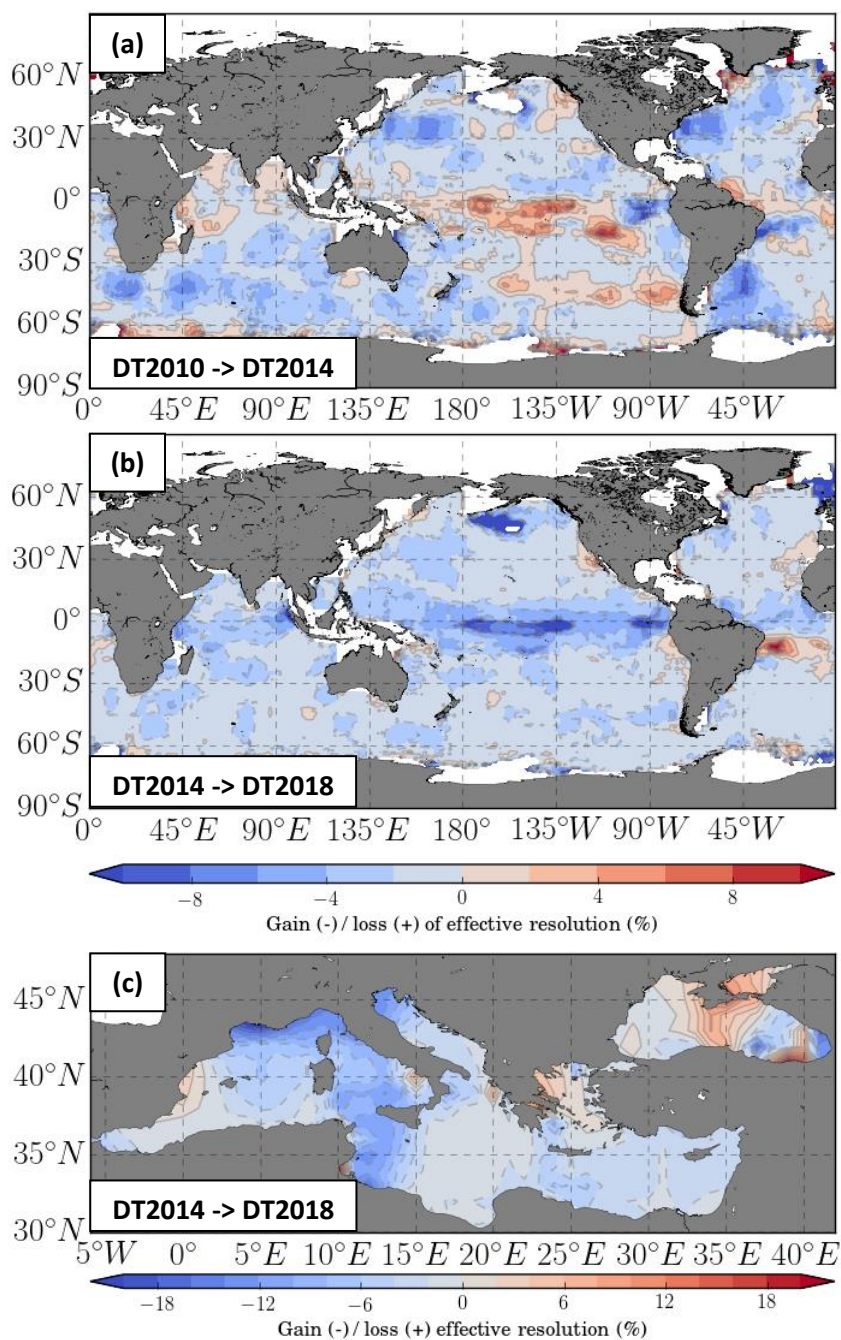 (a)
60°N
30°N
0°
30°S
60°S
90°S
DT2010 -> DT2014
0° 45°E 90°E 135°E 180° 135°W 90°W 45°W
(b)
60°N
30°N
0°
30°S
60°S
90°S
DT2014 -> DT2018
0° 45°E 90°E 135°E 180° 135°W 90°W 45°W
−8 −4 0 4 8
Gain (-) / loss (+) of effective resolution (%)
(c)
45°N
40°N
35°N
30°N
DT2014 -> DT2018
5°W 0° 5°E 10°E 15°E 20°E 25°E 30°E 35°E 40°E
−18 −12 −6 0 6 12 18
Gain (-) / loss (+) effective resolution (%)